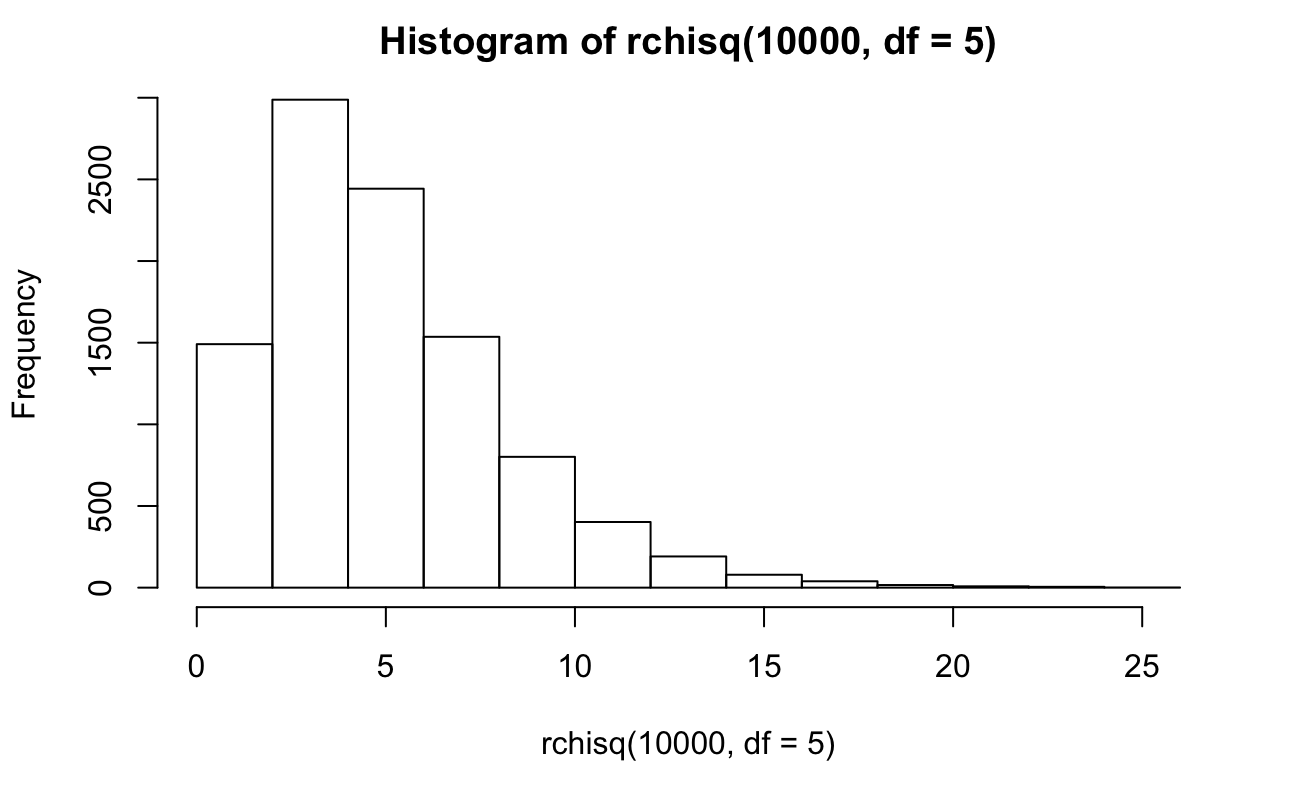 Histogram of rchisq(10000, df = 5)
Frequency
2500
1500
500
0
0 5 10 15 20 25
rchisq(10000, df = 5)